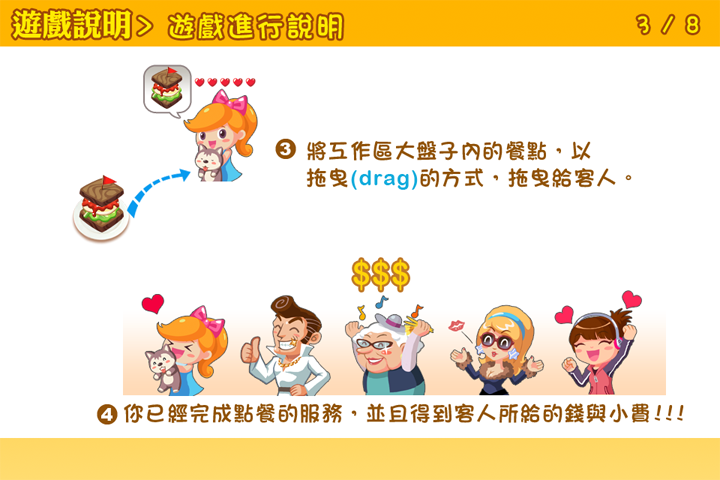 遊戲說明> 遊戲進行說明 3 / 8
❸ 將工作區大盤子內的餐點，以
拖曳(drag)的方式，拖曳給客人。
$$$
❹ 你已經完成點餐的服務，並且得到客人所給的錢與小費!!!